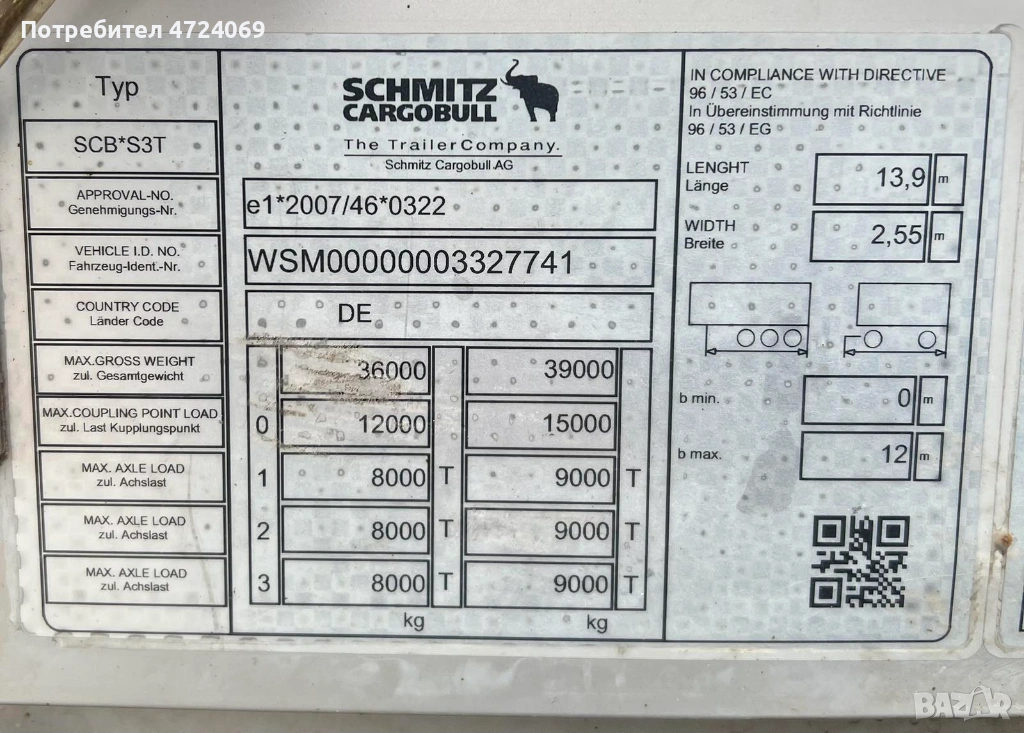 Потребител 4724069
Typ
SCB*S3T
SCHMITZ
CARGOBULL
The TrailerCompany.
Schmitz Cargobull AG
IN COMPLIANCE WITH DIRECTIVE
96 / 53 / EC
In Übereinstimmung mit Richtlinie
96 / 53 / EG
APPROVAL-NO.
Genehmigungs-Nr.
e1*2007/46*0322
VEHICLE I.D. NO.
Fahrzeug-Ident.-Nr.
WSM00000003327741
COUNTRY CODE
Länder Code
DE
MAX.GROSS WEIGHT
zul. Gesamtgewicht
36000 39000
MAX.COUPLING POINT LOAD
zul. Last Kupplungspunkt
0 12000 15000
MAX. AXLE LOAD
zul. Achslast
1 8000 T 9000 T
MAX. AXLE LOAD
zul. Achslast
2 8000 T 9000 T
MAX. AXLE LOAD
zul. Achslast
3 8000 T 9000 T
kg kg
LENGHT
Länge
13,9 m
WIDTH
Breite
2,55 m
b min. 0 m
b max. 12 m
BAZAR